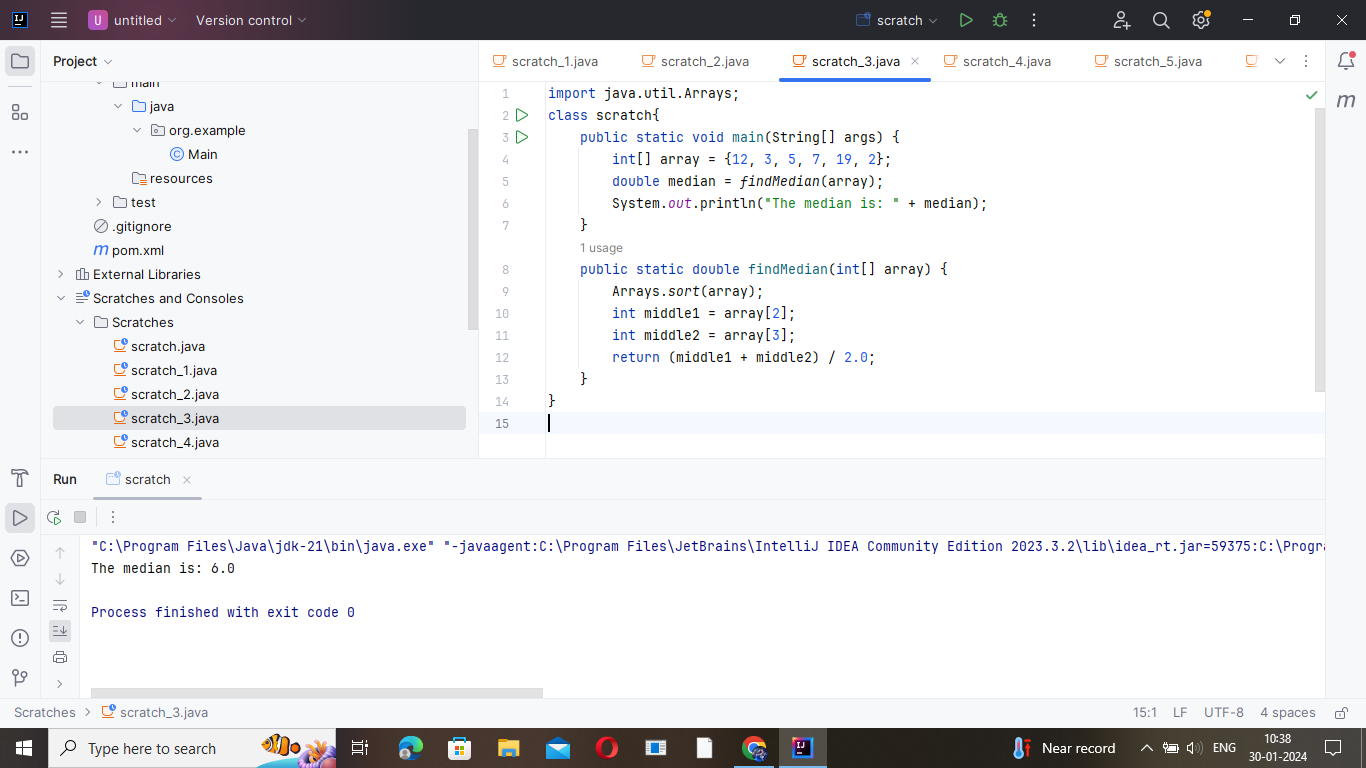 U untitled Version control scratch
Project
main
java
org.example
Main
resources
test
.gitignore
m pom.xml
External Libraries
Scratches and Consoles
Scratches
scratch.java
scratch_1.java
scratch_2.java
scratch_3.java
scratch_4.java
scratch_1.java scratch_2.java scratch_3.java scratch_4.java scratch_5.java
m
1 import java.util.Arrays;
2 class scratch{
3 public static void main(String[] args) {
4 int[] array = {12, 3, 5, 7, 19, 2};
5 double median = findMedian(array);
6 System.out.println("The median is: " + median);
7 }
1 usage
8 public static double findMedian(int[] array) {
9 Arrays.sort(array);
10 int middle1 = array[2];
11 int middle2 = array[3];
12 return (middle1 + middle2) / 2.0;
13 }
14 }
15
Run scratch
"C:\Program Files\Java\jdk-21\bin\java.exe" "-javaagent:C:\Program Files\JetBrains\IntelliJ IDEA Community Edition 2023.3.2\lib\idea_rt.jar=59375:C:\Progra
The median is: 6.0
Process finished with exit code 0
Scratches > scratch_3.java 15:1 LF UTF-8 4 spaces
Type here to search Near record ENG 10:38
30-01-2024